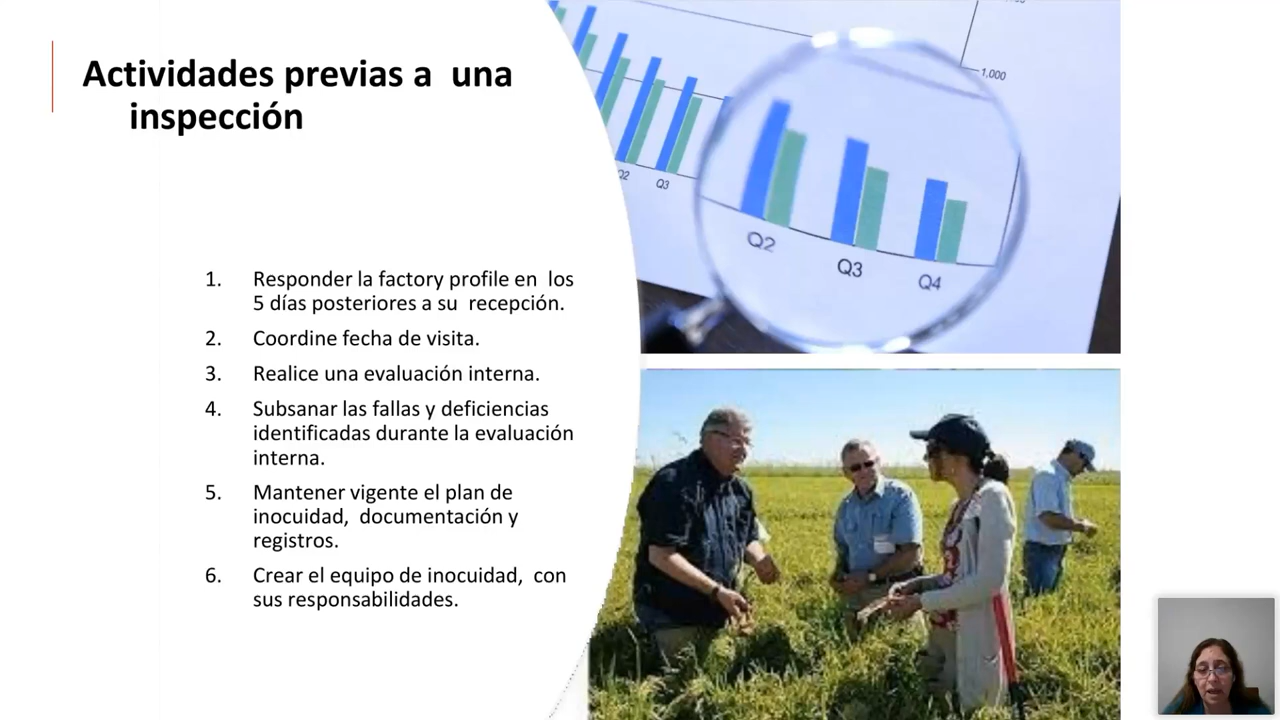 Actividades previas a una
inspección
1. Responder la factory profile en los
5 días posteriores a su recepción.
2. Coordine fecha de visita.
3. Realice una evaluación interna.
4. Subsanar las fallas y deficiencias
identificadas durante la evaluación
interna.
5. Mantener vigente el plan de
inocuidad, documentación y
registros.
6. Crear el equipo de inocuidad, con
sus responsabilidades.
1,000
Q2
Q3
Q2
Q3
Q4